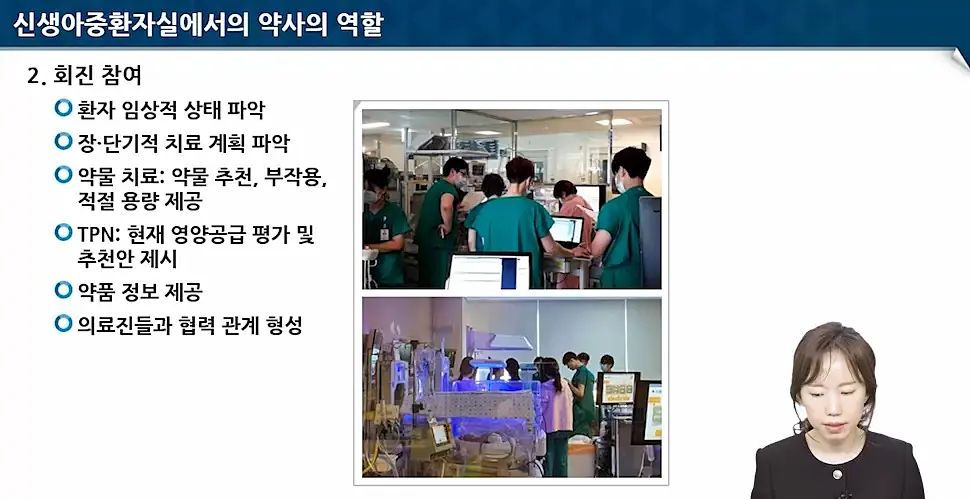 신생아중환자실에서의 약사의 역할
2. 회진 참여
환자 임상적 상태 파악
장·단기적 치료 계획 파악
약물 치료: 약물 추천, 부작용,
적절 용량 제공
TPN: 현재 영양공급 평가 및
추천안 제시
약품 정보 제공
의료진들과 협력 관계 형성